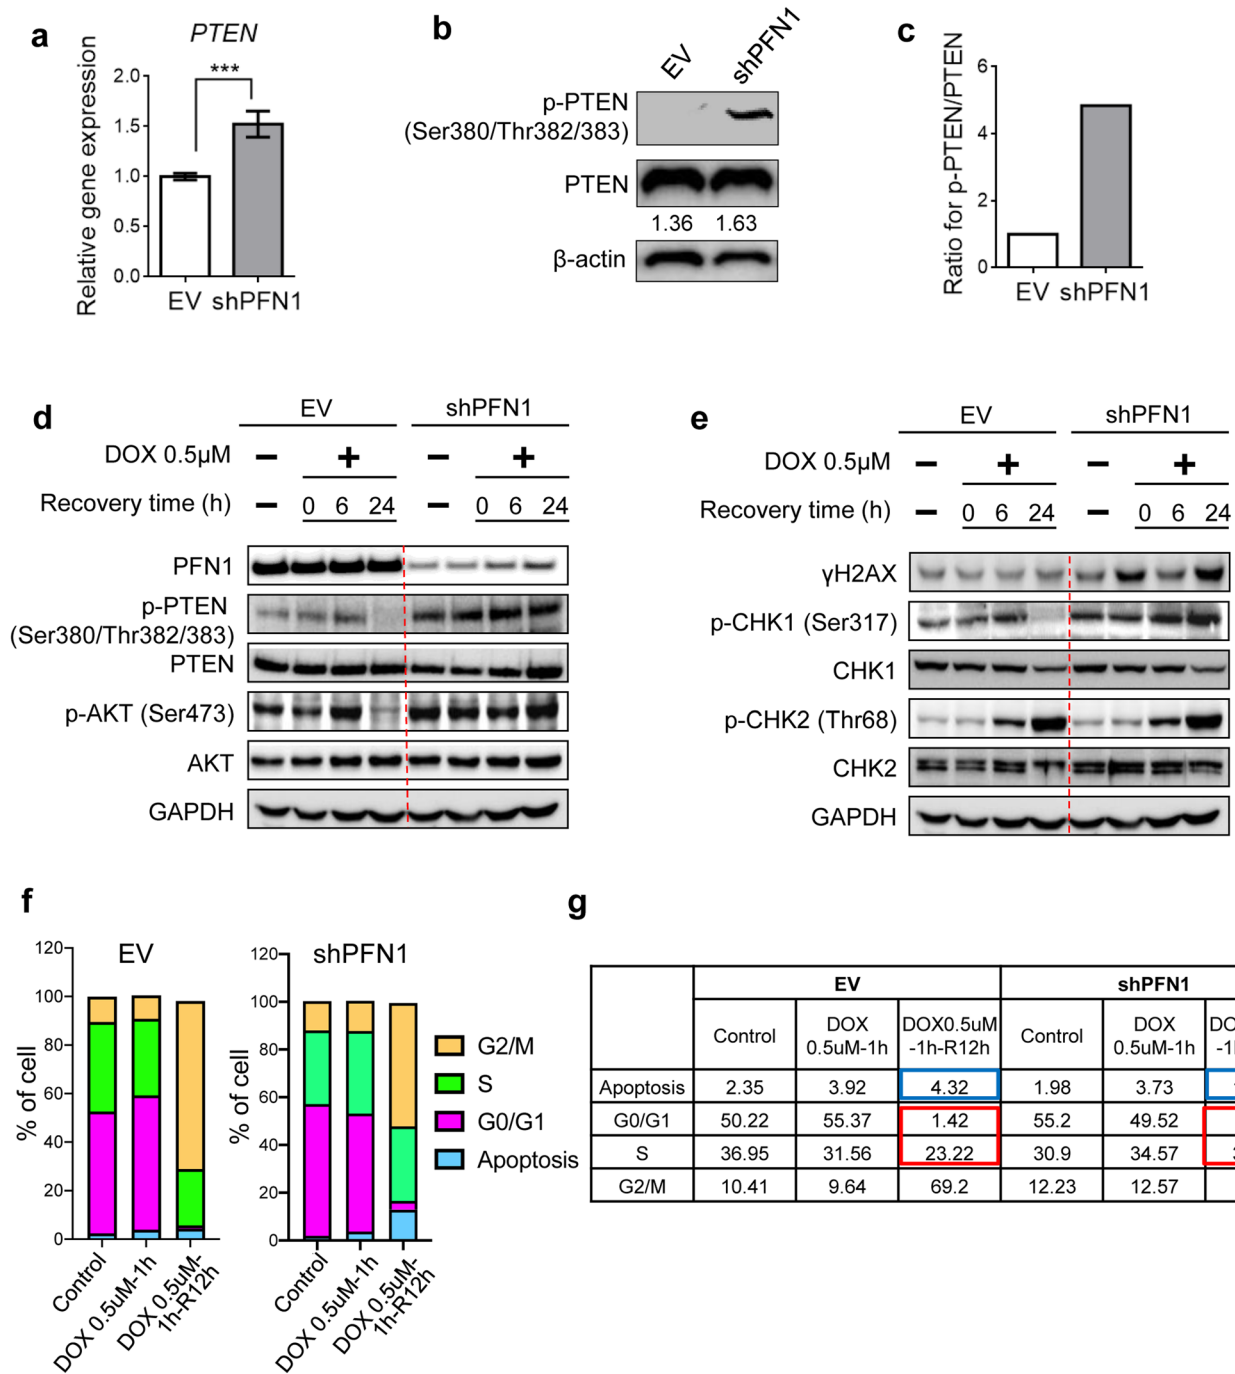 a
PTEN
Relative gene expression
2.0
1.5
1.0
0.5
0.0
***
EV shPFN1
b
EV shPFN1
p-PTEN
(Ser380/Thr382/383)
PTEN
1.36 1.63
β-actin
c
Ratio for p-PTEN/PTEN
6
4
2
0
EV shPFN1
d
EV shPFN1
DOX 0.5μM − + − +
Recovery time (h) − 0 6 24 − 0 6 24
PFN1
p-PTEN
(Ser380/Thr382/383)
PTEN
p-AKT (Ser473)
AKT
GAPDH
e
EV shPFN1
DOX 0.5μM − + − +
Recovery time (h) − 0 6 24 − 0 6 24
γH2AX
p-CHK1 (Ser317)
CHK1
p-CHK2 (Thr68)
CHK2
GAPDH
f
EV
% of cell
120
100
80
60
40
20
0
Control
DOX 0.5uM-1h
DOX 0.5uM-
1h-R12h
shPFN1
% of cell
120
100
80
60
40
20
0
Control
DOX 0.5uM-1h
DOX 0.5uM-
1h-R12h
G2/M
S
G0/G1
Apoptosis
g
EV shPFN1
Control DOX 0.5uM-1h DOX0.5uM-1h-R12h Control DOX 0.5uM-1h
Apoptosis 2.35 3.92 4.32 1.98 3.73
G0/G1 50.22 55.37 1.42 55.2 49.52
S 36.95 31.56 23.22 30.9 34.57
G2/M 10.41 9.64 69.2 12.23 12.57